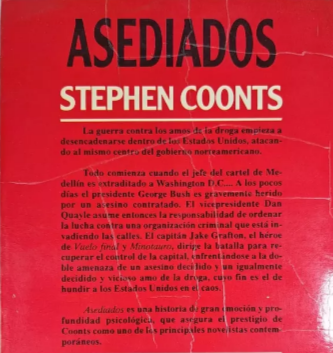 ASEDIADOS
STEPHEN COONTS
La guerra contra los amos de la droga empieza a
desencadenarse dentro de los Estados Unidos, atacan-
do al mismo centro del gobierno norteamericano.
Todo comienza cuando el jefe del cartel de Me-
dellín es extraditado a Washington D.C... A los pocos
días el presidente George Bush es gravemente herido
por un asesino contratado. El vicepresidente Dan
Quayle asume entonces la responsabilidad de ordenar
la lucha contra una organización criminal que está in-
vadiendo las calles. El capitán Jake Grafton, el héroe
de Vuelo final y Minotauro, dirige la batalla para re-
cuperar el control de la capital, enfrentándose a la do-
ble amenaza de un asesino decidido y un igualmente
decidido y vicioso amo de la droga, cuyo fin es el de
hundir a los Estados Unidos en el caos.
Asediados es una historia de gran emoción y pro-
fundidad psicológica, que asegura el prestigio de
Coonts como uno de los principales novelistas contem-
poráneos.